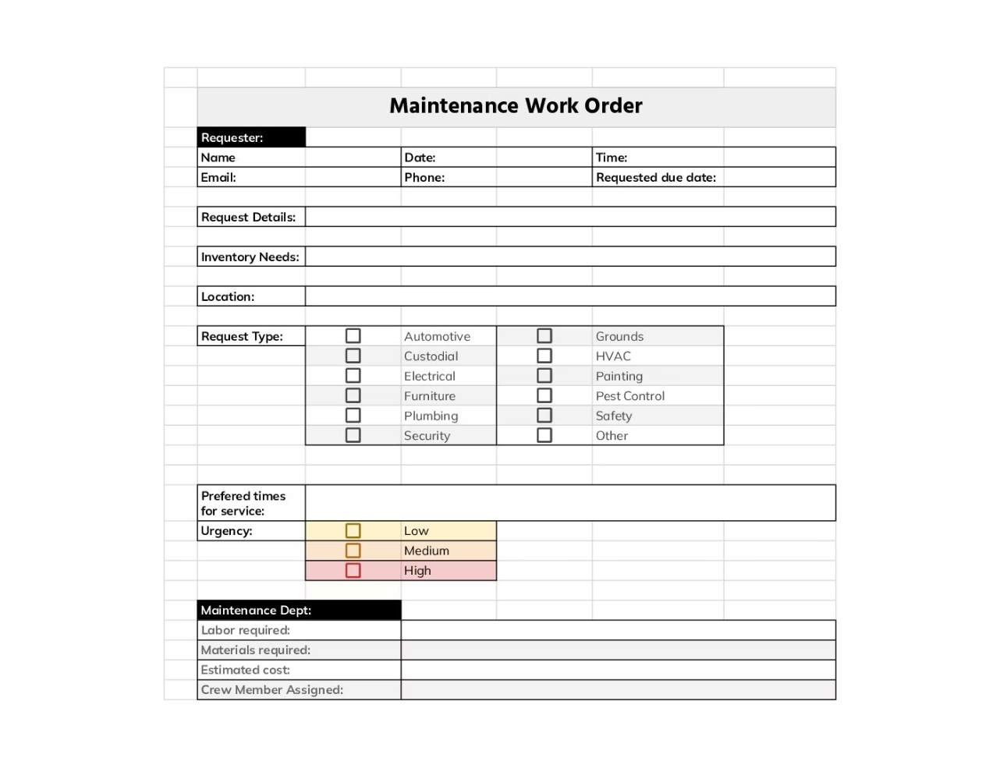 Maintenance Work Order
Requester:
Name Date: Time:
Email: Phone: Requested due date:
Request Details:
Inventory Needs:
Location:
Request Type: Automotive Grounds
Custodial HVAC
Electrical Painting
Furniture Pest Control
Plumbing Safety
Security Other
Prefered times
for service:
Urgency: Low
Medium
High
Maintenance Dept:
Labor required:
Materials required:
Estimated cost:
Crew Member Assigned: